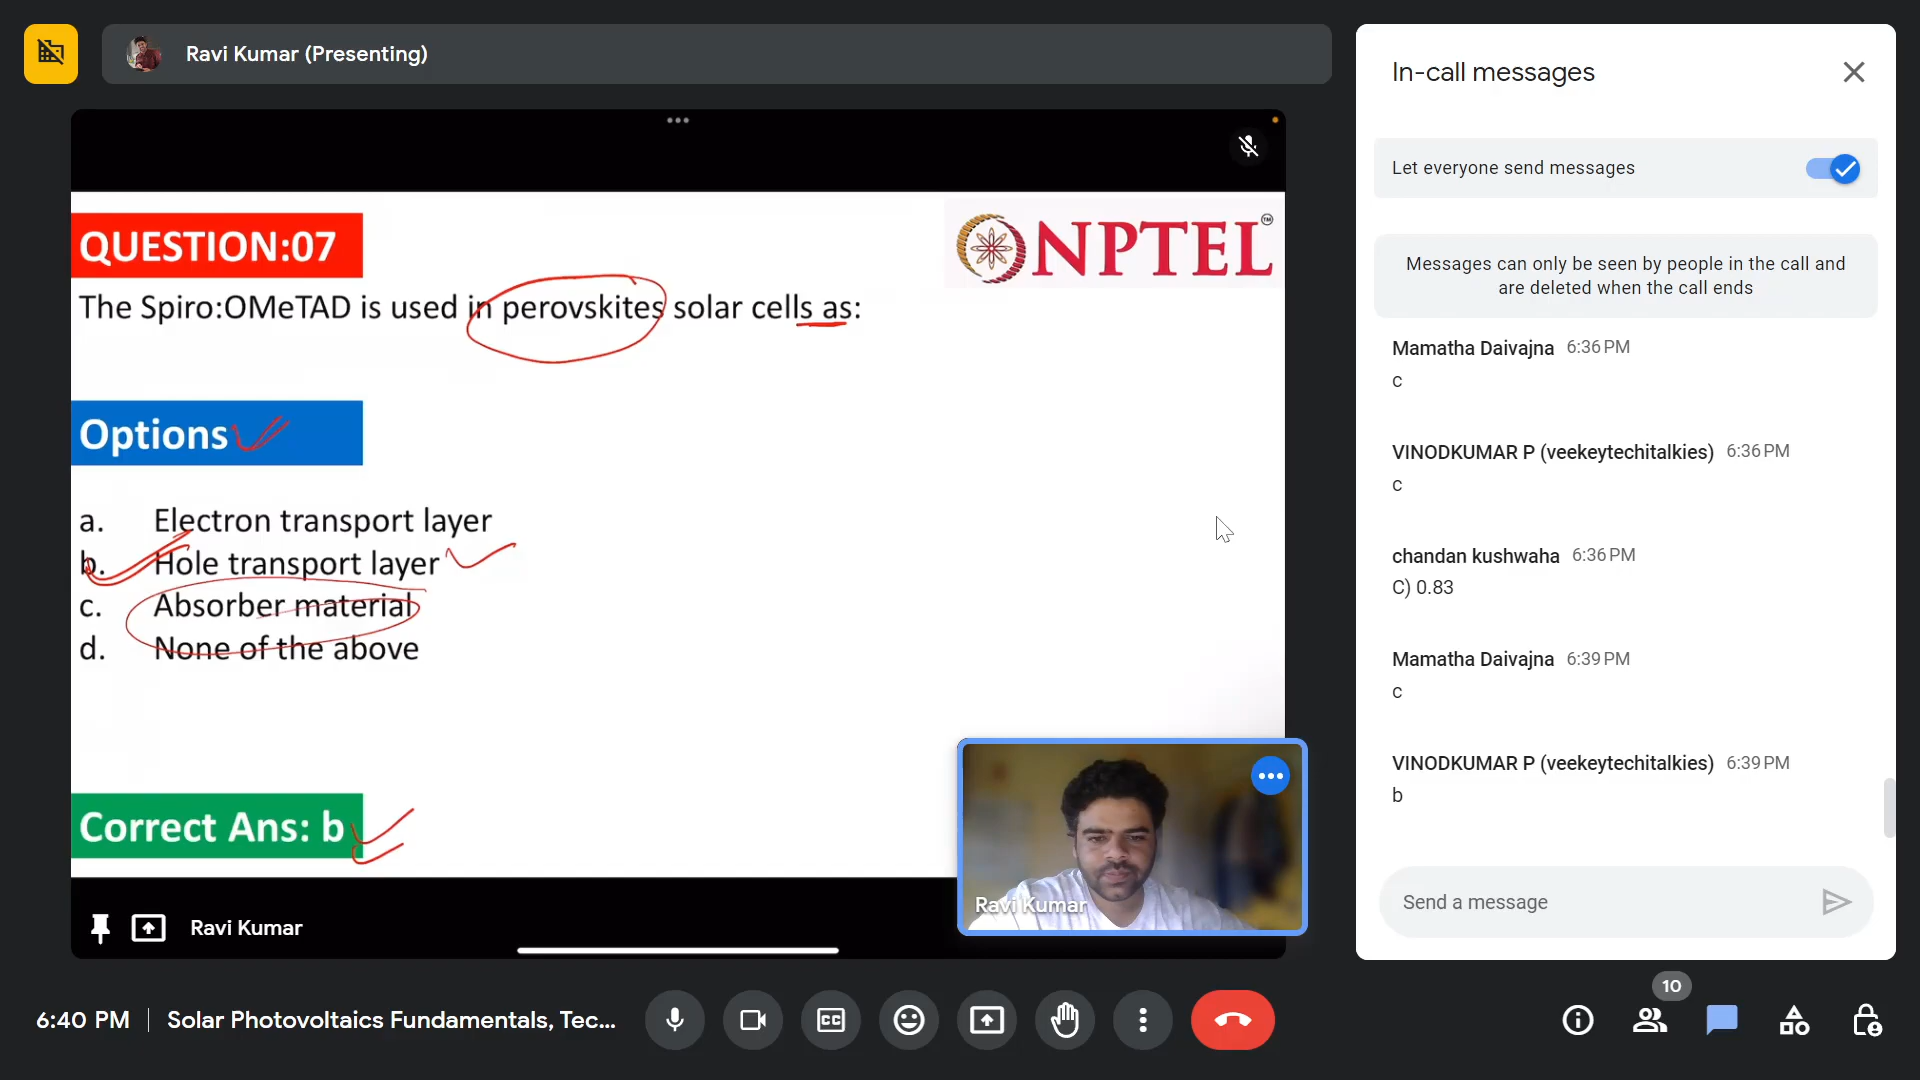 Ravi Kumar (Presenting)
QUESTION:07
NPTEL
TM
The Spiro:OMeTAD is used in perovskites solar cells as:
Options
a. Electron transport layer
b. Hole transport layer
c. Absorber material
d. None of the above
Correct Ans: b
Ravi Kumar
Ravi Kumar
In-call messages
Let everyone send messages
Messages can only be seen by people in the call and
are deleted when the call ends
Mamatha Daivajna 6:36 PM
c
VINODKUMAR P (veekeytechitalkies) 6:36 PM
c
chandan kushwaha 6:36 PM
C) 0.83
Mamatha Daivajna 6:39 PM
c
VINODKUMAR P (veekeytechitalkies) 6:39 PM
b
Send a message
6:40 PM | Solar Photovoltaics Fundamentals, Tec...
CC
10